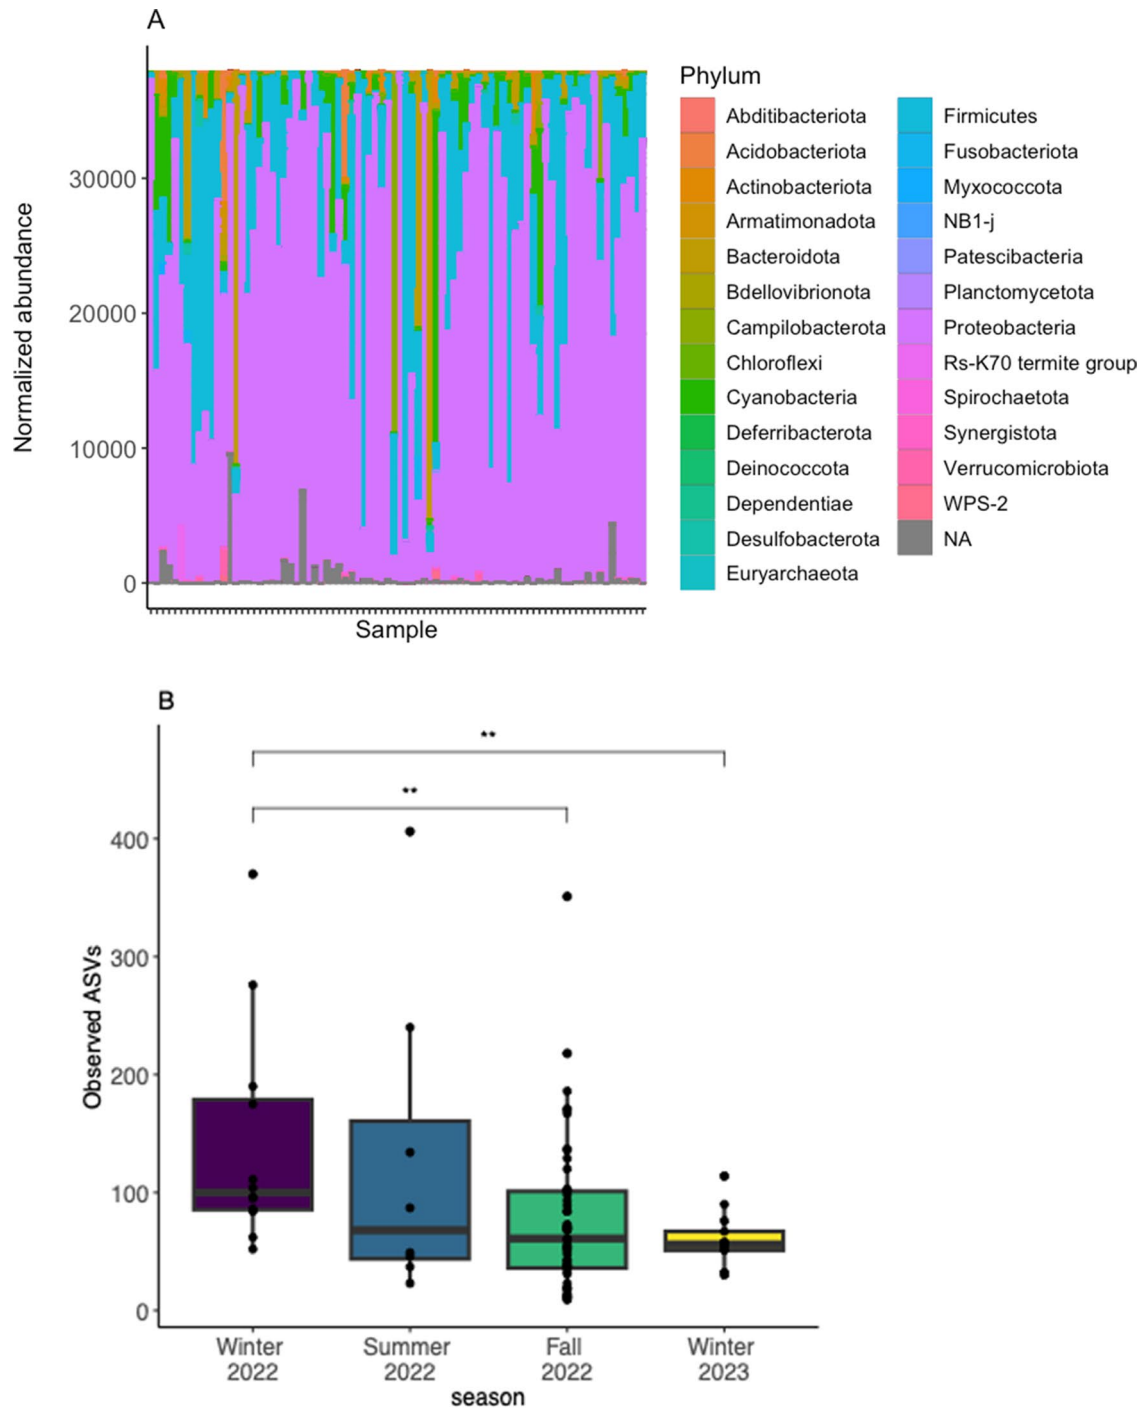 A
Normalized abundance
30000
20000
10000
0
Sample
Phylum
Abditibacteriota
Acidobacteriota
Actinobacteriota
Armatimonadota
Bacteroidota
Bdellovibrionota
Campilobacterota
Chloroflexi
Cyanobacteria
Deferribacterota
Deinococcota
Dependentiae
Desulfobacterota
Euryarchaeota
Firmicutes
Fusobacteriota
Myxococcota
NB1-j
Patescibacteria
Planctomycetota
Proteobacteria
Rs-K70 termite group
Spirochaetota
Synergistota
Verrucomicrobiota
WPS-2
NA
B
**
**
Observed ASVs
400
300
200
100
0
Winter
2022
Summer
2022
Fall
2022
Winter
2023
season